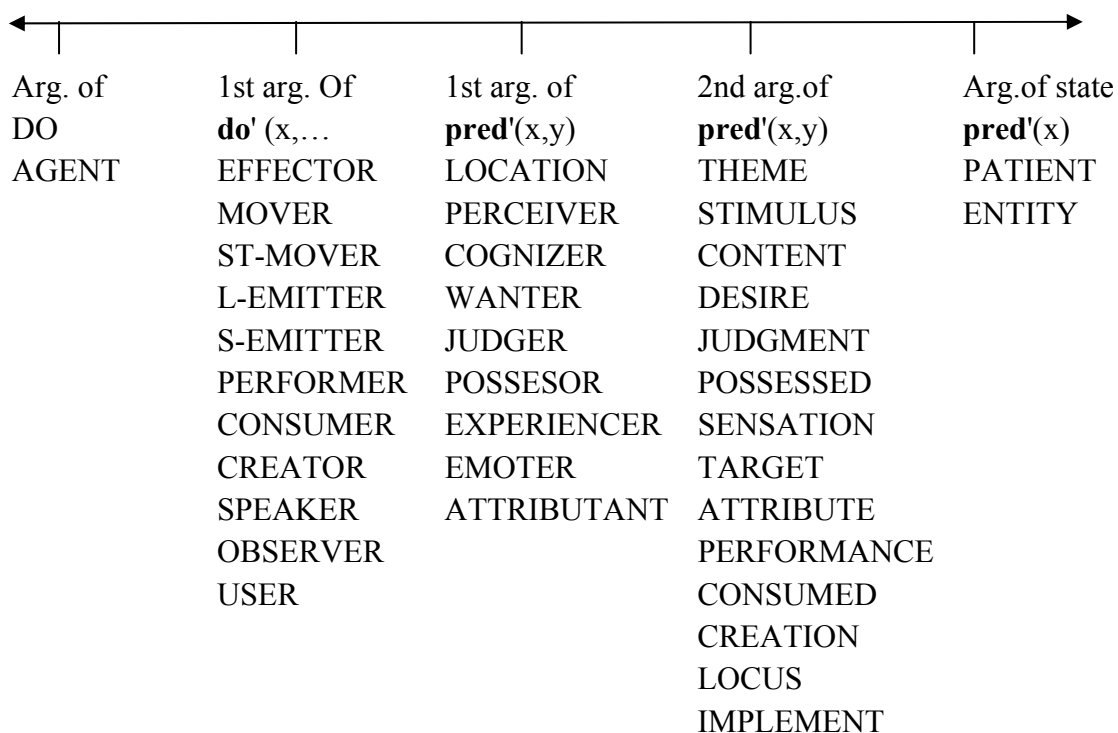 Arg. of 1st arg. Of 1st arg. of 2nd arg.of Arg.of state
DO do' (x,… pred'(x,y) pred'(x,y) pred'(x)
AGENT EFFECTOR LOCATION THEME PATIENT
MOVER PERCEIVER STIMULUS ENTITY
ST-MOVER COGNIZER CONTENT
L-EMITTER WANTER DESIRE
S-EMITTER JUDGER JUDGMENT
PERFORMER POSSESOR POSSESSED
CONSUMER EXPERIENCER SENSATION
CREATOR EMOTER TARGET
SPEAKER ATTRIBUTANT ATTRIBUTE
OBSERVER PERFORMANCE
USER CONSUMED
CREATION
LOCUS
IMPLEMENT